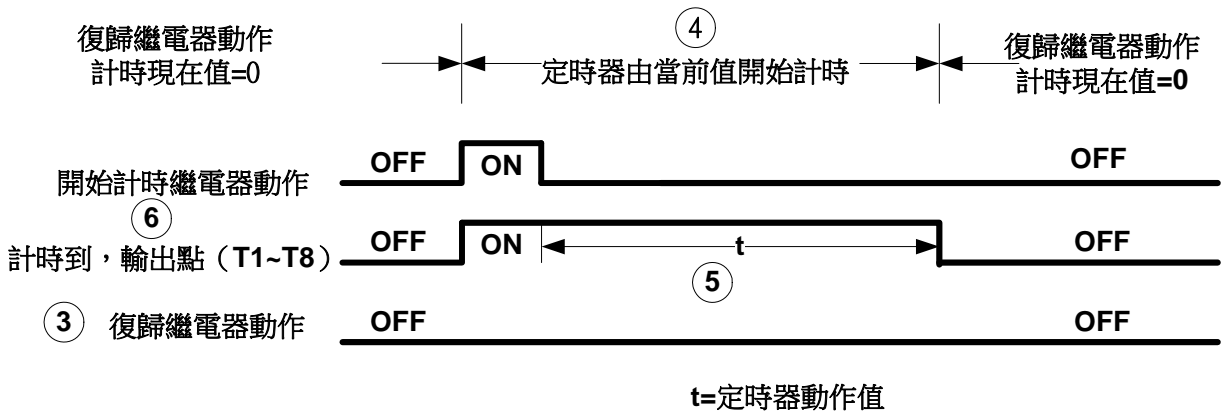 復歸繼電器動作
計時現在值=0
④
定時器由當前值開始計時
復歸繼電器動作
計時現在值=0
開始計時繼電器動作
OFF
ON
OFF
⑥
計時到，輸出點（T1~T8）
OFF
ON
t
⑤
OFF
③ 復歸繼電器動作
OFF
OFF
t=定時器動作值